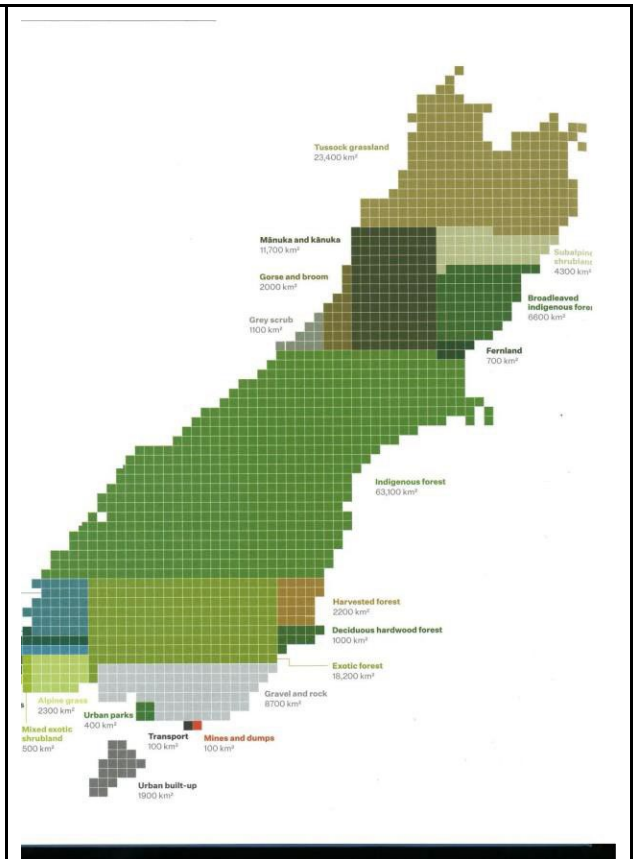 Tussock grassland
23,400 km²
Mānuka and kānuka
11,700 km²
Subalpine
shrubland
4300 km²
Gorse and broom
2000 km²
Broadleaved
indigenous fores
6600 km²
Grey scrub
1100 km²
Fernland
700 km²
Indigenous forest
63,100 km²
Harvested forest
2200 km²
Deciduous hardwood forest
1000 km²
Exotic forest
18,200 km²
Gravel and rock
8700 km²
s
Alpine grass
2300 km²
Urban parks
400 km²
Mixed exotic
shrubland
500 km²
Transport
100 km²
Mines and dumps
100 km²
Urban built-up
1900 km²